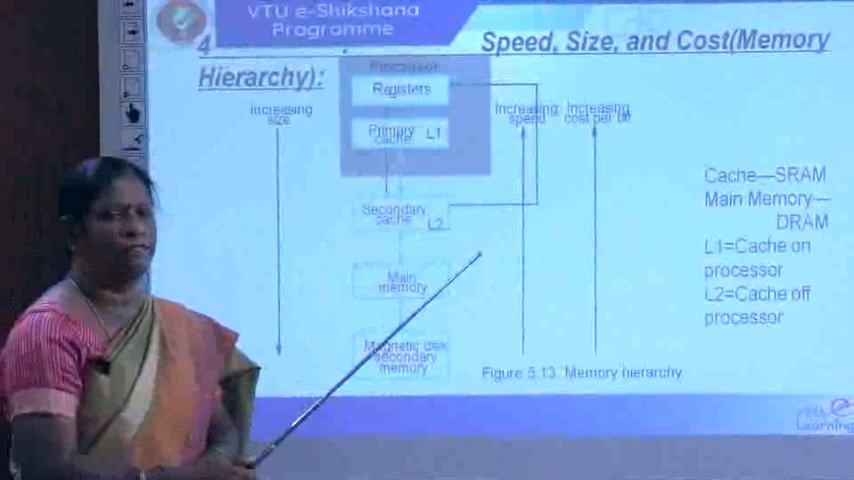 VTU e-Shikshana
Programme
4
Speed, Size, and Cost(Memory
Hierarchy):
Processor
Registers
Increasing
size
Increasing
speed
Increasing
cost per bit
Primary
cache L1
Secondary
cache L2
Main
memory
Magnetic disk
secondary
memory
Cache—SRAM
Main Memory—
DRAM
L1=Cache on
processor
L2=Cache off
processor
Figure 5.13. Memory hierarchy.
Learning